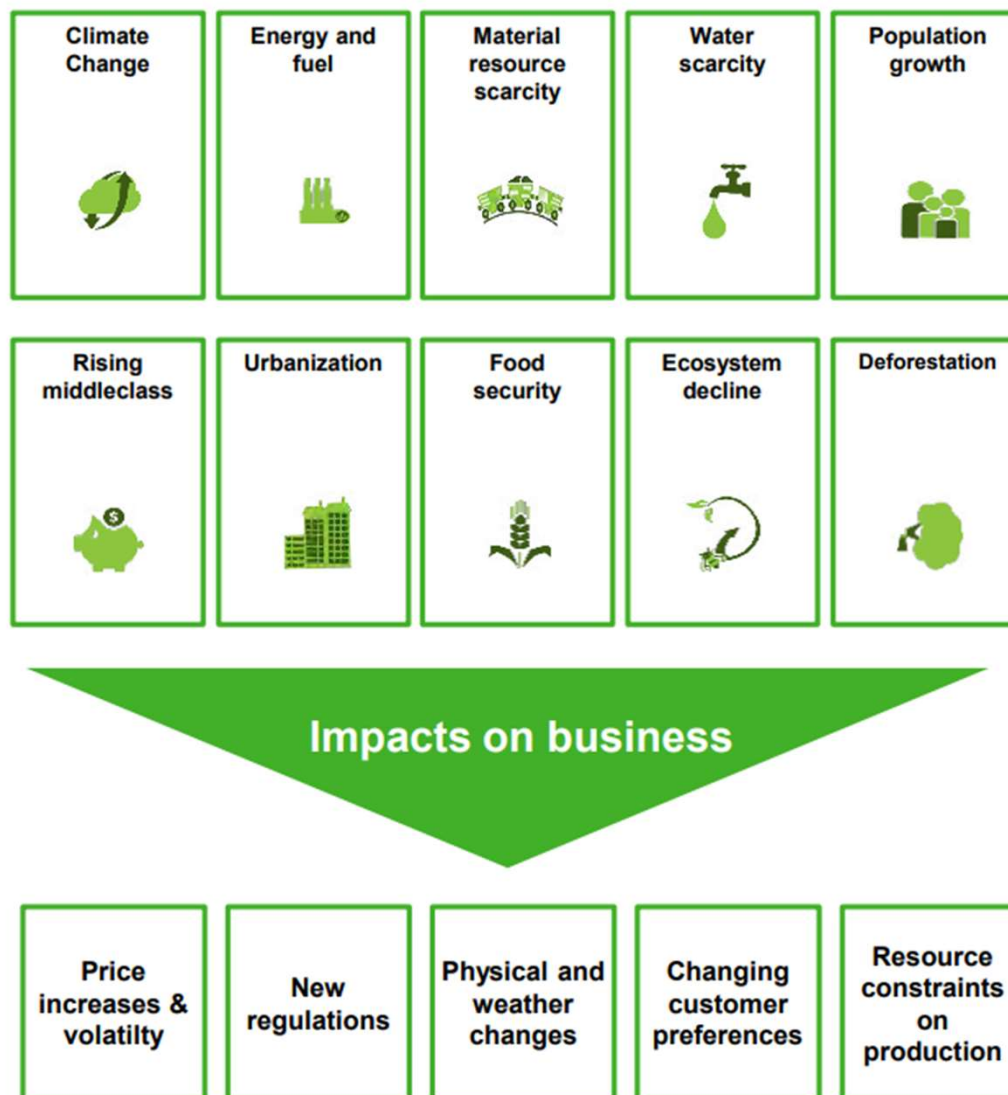 Climate
Change
Energy and
fuel
Material
resource
scarcity
Water
scarcity
Population
growth
Rising
middleclass
$
Urbanization
Food
security
Ecosystem
decline
Deforestation
Impacts on business
Price
increases &
volatilty
New
regulations
Physical and
weather
changes
Changing
customer
preferences
Resource
constraints
on
production